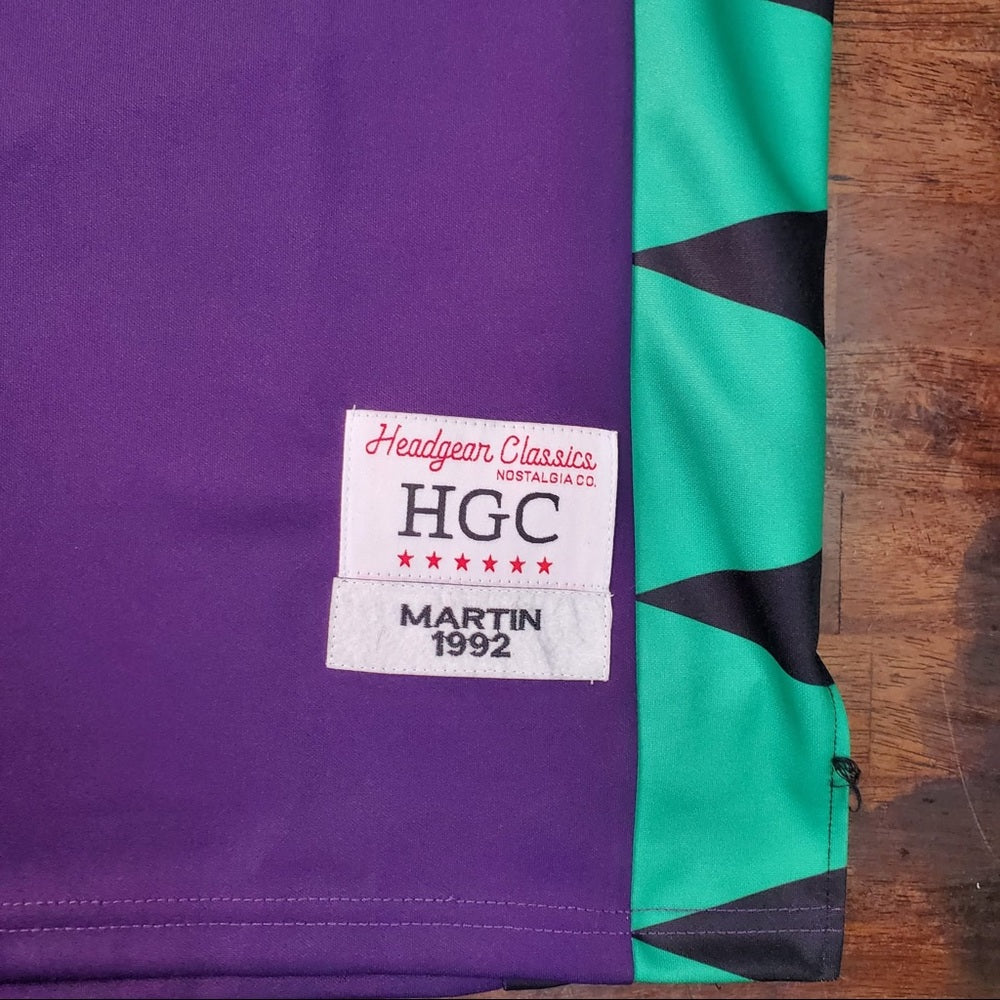 Headgear Classics
NOSTALGIA CO.
HGC
MARTIN
1992